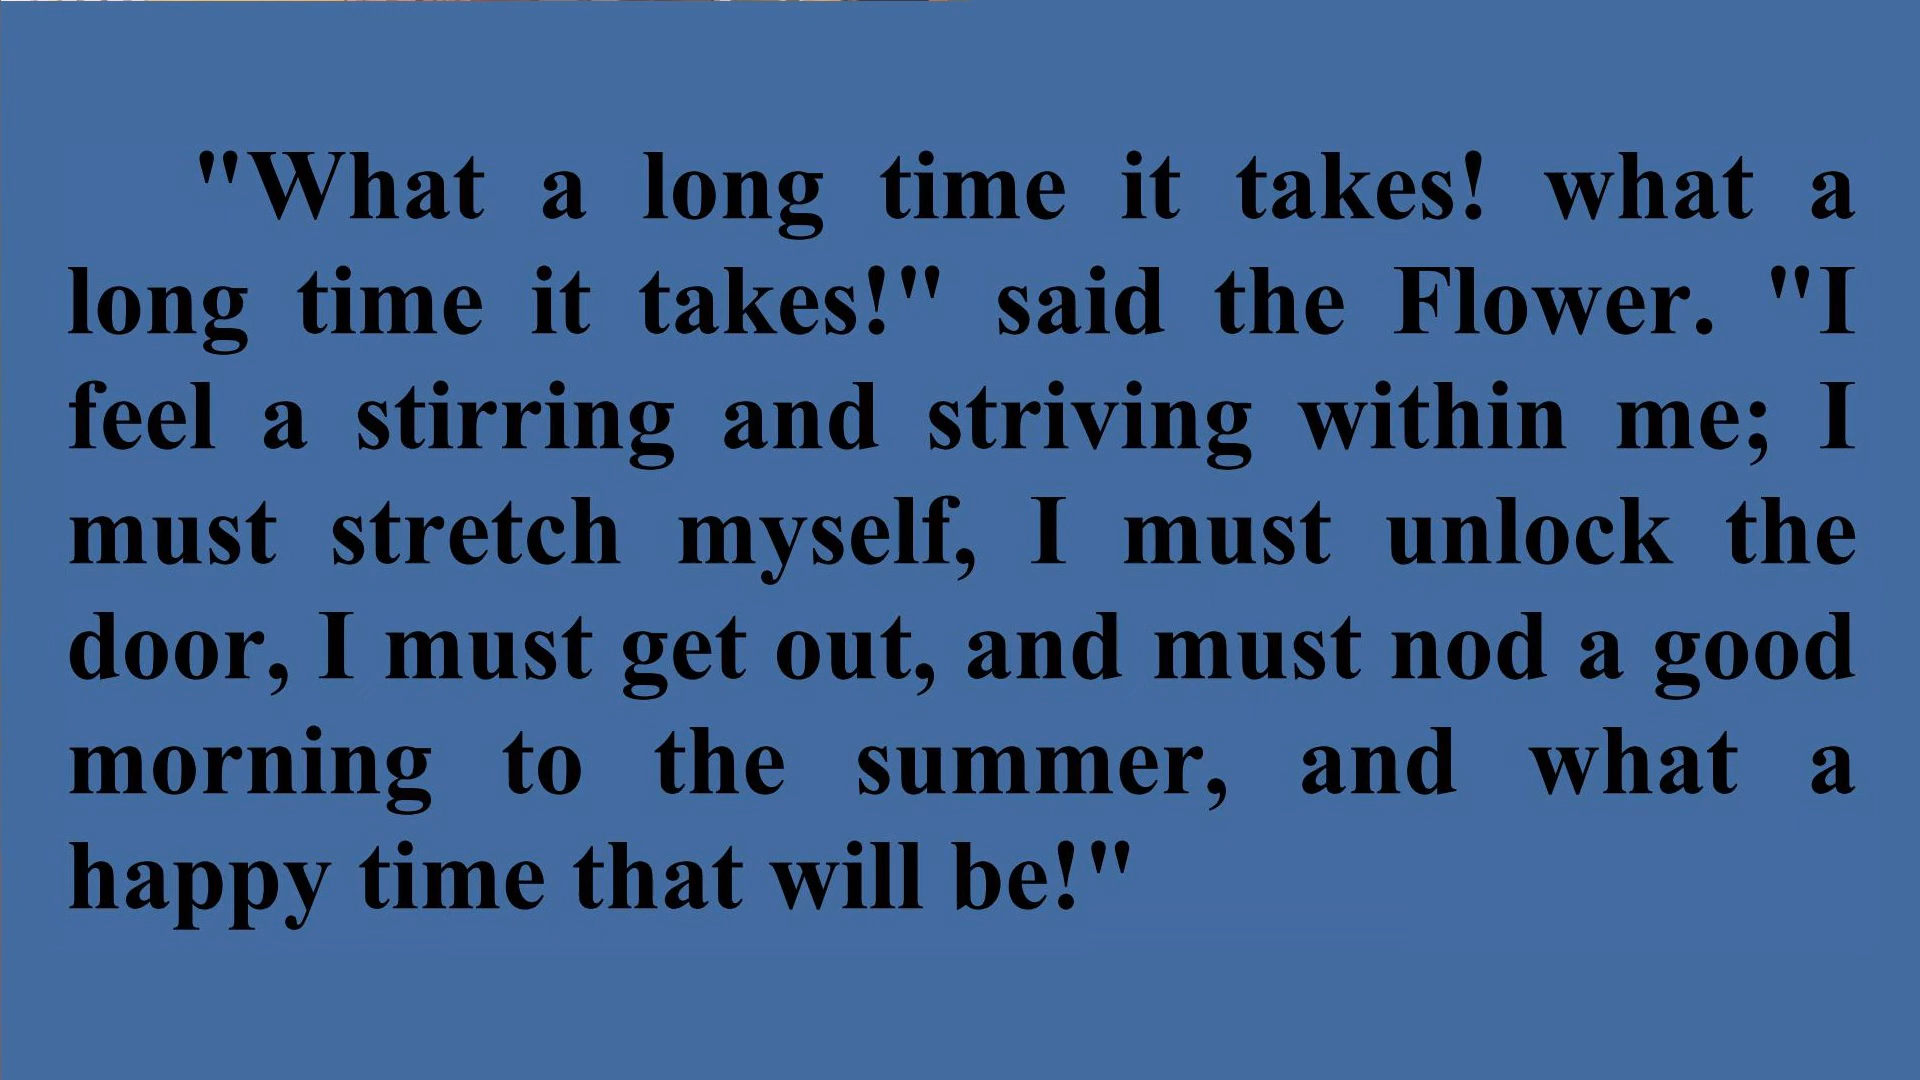 "What a long time it takes! what a
long time it takes!" said the Flower. "I
feel a stirring and striving within me; I
must stretch myself, I must unlock the
door, I must get out, and must nod a good
morning to the summer, and what a
happy time that will be!"